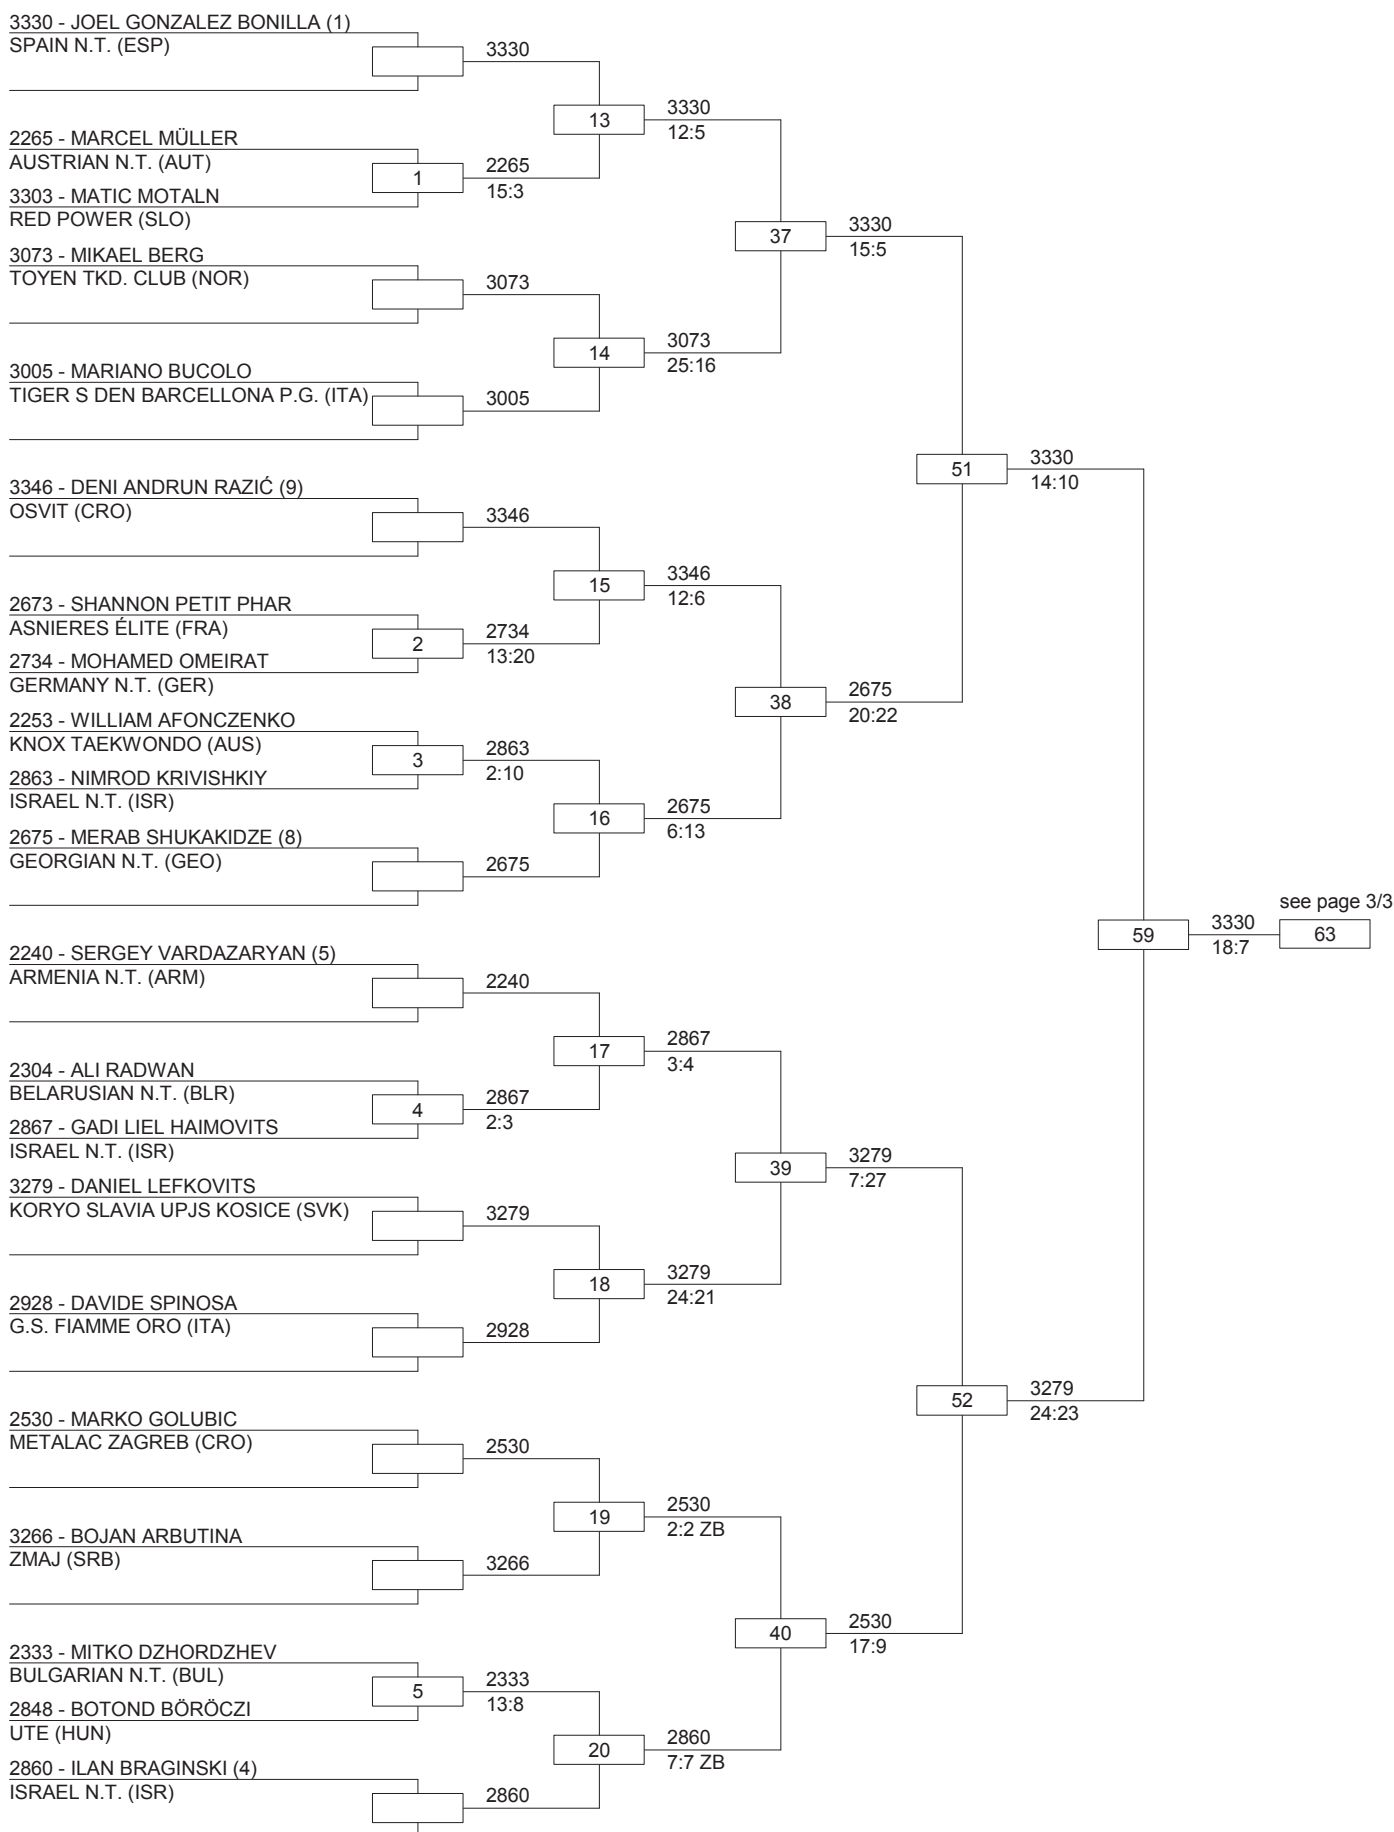 3330 - JOEL GONZALEZ BONILLA (1)
SPAIN N.T. (ESP)
3330
13
3330
12:5
2265 - MARCEL MÜLLER
AUSTRIAN N.T. (AUT)
1
2265
15:3
3303 - MATIC MOTALN
RED POWER (SLO)
37
3330
15:5
3073 - MIKAEL BERG
TOYEN TKD. CLUB (NOR)
3073
14
3073
25:16
3005 - MARIANO BUCOLO
TIGER S DEN BARCELLONA P.G. (ITA)
3005
51
3330
14:10
3346 - DENI ANDRUN RAZIĆ (9)
OSVIT (CRO)
3346
15
3346
12:6
2673 - SHANNON PETIT PHAR
ASNIERES ÉLITE (FRA)
2
2734
13:20
2734 - MOHAMED OMEIRAT
GERMANY N.T. (GER)
38
2675
20:22
2253 - WILLIAM AFONCZENKO
KNOX TAEKWONDO (AUS)
3
2863
2:10
2863 - NIMROD KRIVISHKIY
ISRAEL N.T. (ISR)
16
2675
6:13
2675 - MERAB SHUKAKIDZE (8)
GEORGIAN N.T. (GEO)
2675
see page 3/3
59
3330
18:7
63
2240 - SERGEY VARDAZARYAN (5)
ARMENIA N.T. (ARM)
2240
17
2867
3:4
2304 - ALI RADWAN
BELARUSIAN N.T. (BLR)
4
2867
2:3
2867 - GADI LIEL HAIMOVITS
ISRAEL N.T. (ISR)
39
3279
7:27
3279 - DANIEL LEFKOVITS
KORYO SLAVIA UPJS KOSICE (SVK)
3279
18
3279
24:21
2928 - DAVIDE SPINOSA
G.S. FIAMME ORO (ITA)
2928
52
3279
24:23
2530 - MARKO GOLUBIC
METALAC ZAGREB (CRO)
2530
19
2530
2:2 ZB
3266 - BOJAN ARBUTINA
ZMAJ (SRB)
3266
40
2530
17:9
2333 - MITKO DZHORDZHEV
BULGARIAN N.T. (BUL)
5
2333
13:8
2848 - BOTOND BÖRÖCZI
UTE (HUN)
20
2860
7:7 ZB
2860 - ILAN BRAGINSKI (4)
ISRAEL N.T. (ISR)
2860